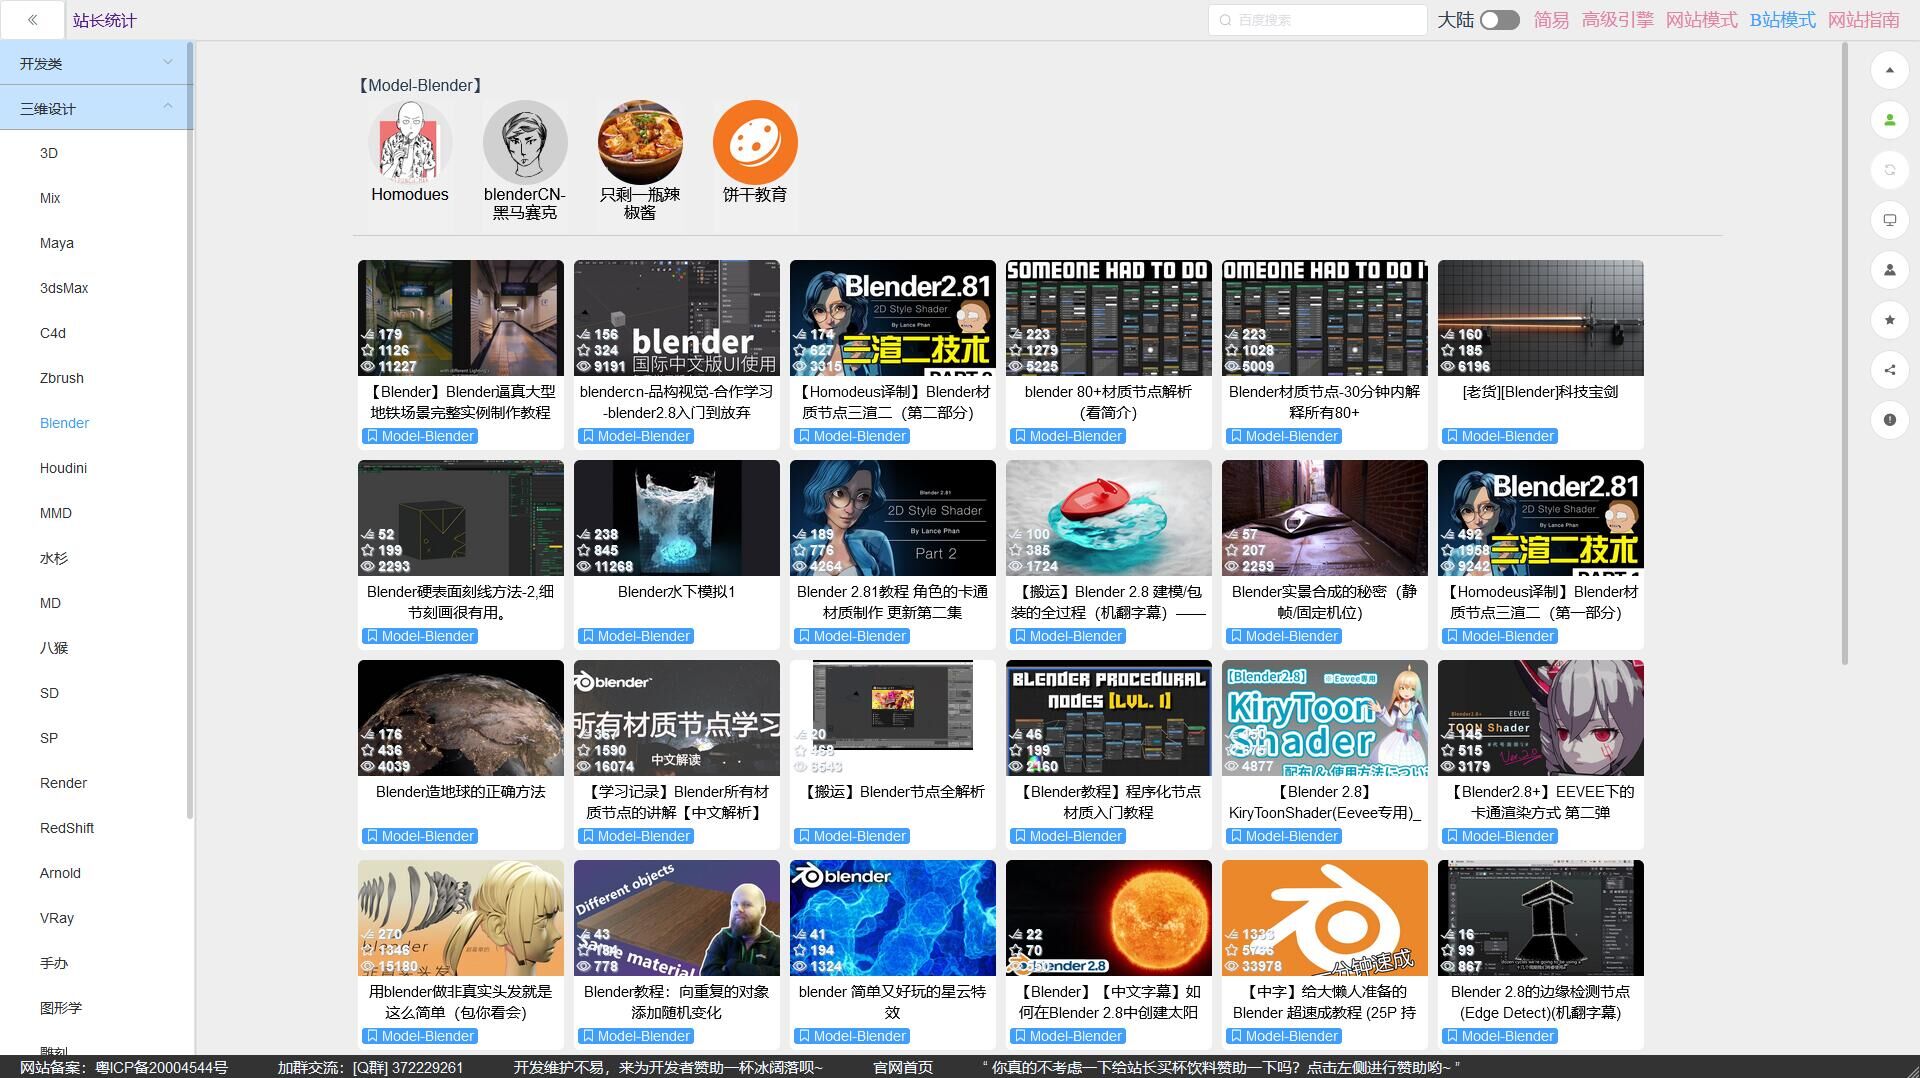 站长统计
百度搜索
大陆
简易 高级引擎 网站模式 B站模式 网站指南
开发类
三维设计
3D
Mix
Maya
3dsMax
C4d
Zbrush
Blender
Houdini
MMD
水杉
MD
八猴
SD
SP
Render
RedShift
Arnold
VRay
手办
图形学
雕刻
【Model-Blender】
Homodues
blenderCN-
黑马赛克
只剩一瓶辣
椒酱
饼干教育
179
1126
11227
【Blender】Blender逼真大型
地铁场景完整实例制作教程
Model-Blender
blender
国际中文版UI使用
156
324
9191
blendercn-品构视觉-合作学习
-blender2.8入门到放弃
Model-Blender
Blender2.81
2D Style Shader
By Lance Phan
三渲二技术
PART 2
174
627
3315
【Homodeus译制】Blender材
质节点三渲二（第二部分）
Model-Blender
SOMEONE HAD TO DO
223
1279
5225
blender 80+材质节点解析
（看简介）
Model-Blender
OMEONE HAD TO DO I
223
1028
5009
Blender材质节点-30分钟内解
释所有80+
Model-Blender
160
185
6196
[老货][Blender]科技宝剑
Model-Blender
52
199
2293
Blender硬表面刻线方法-2,细
节刻画很有用。
Model-Blender
238
845
11268
Blender水下模拟1
Model-Blender
Blender 2.81
2D Style Shader
By Lance Phan
Part 2
189
776
4264
Blender 2.81教程 角色的卡通
材质制作 更新第二集
Model-Blender
100
385
1724
【搬运】Blender 2.8 建模/包
装的全过程（机翻字幕）——
Model-Blender
57
207
2259
Blender实景合成的秘密（静
帧/固定机位）
Model-Blender
Blender2.81
2D Style Shader
By Lance Phan
三渲二技术
PART 1
492
1958
9242
【Homodeus译制】Blender材
质节点三渲二（第一部分）
Model-Blender
176
436
4039
Blender造地球的正确方法
Model-Blender
blender
所有材质节点学习
中文解读
367
1590
16074
【学习记录】Blender所有材
质节点的讲解【中文解析】
Model-Blender
20
468
6543
【搬运】Blender节点全解析
Model-Blender
BLENDER PROCEDURAL
NODES [LVL. 1]
46
199
2160
【Blender教程】程序化节点
材质入门教程
Model-Blender
【Blender2.8】
※Eevee専用
KiryToon
Shader
配布&使用方法につい
4877
【Blender 2.8】
KiryToonShader(Eevee专用)_
Model-Blender
Blender2.8+
EEVEE
TOON Shader
Ver.2.0
145
515
3179
【Blender2.8+】EEVEE下的
卡通渲染方式 第二弹
Model-Blender
blender
270
1346
15180
用blender做非真实头发就是
这么简单（包你看会）
Model-Blender
Different objects
Same material
43
184
778
Blender教程：向重复的对象
添加随机变化
Model-Blender
blender
41
194
1324
blender 简单又好玩的星云特
效
Model-Blender
blender 2.8
22
70
550
【Blender】【中文字幕】如
何在Blender 2.8中创建太阳
Model-Blender
一分钟速成
1333
33978
【中字】给大懒人准备的
Blender 超速成教程 (25P 持
Model-Blender
16
99
867
Blender 2.8的边缘检测节点
(Edge Detect)(机翻字幕)
Model-Blender
网站备案：粤ICP备20004544号
加群交流：[Q群] 372229261
开发维护不易，来为开发者赞助一杯冰阔落呗~
官网首页
“ 你真的不考虑一下给站长买杯饮料赞助一下吗？点击左侧进行赞助哟~ ”